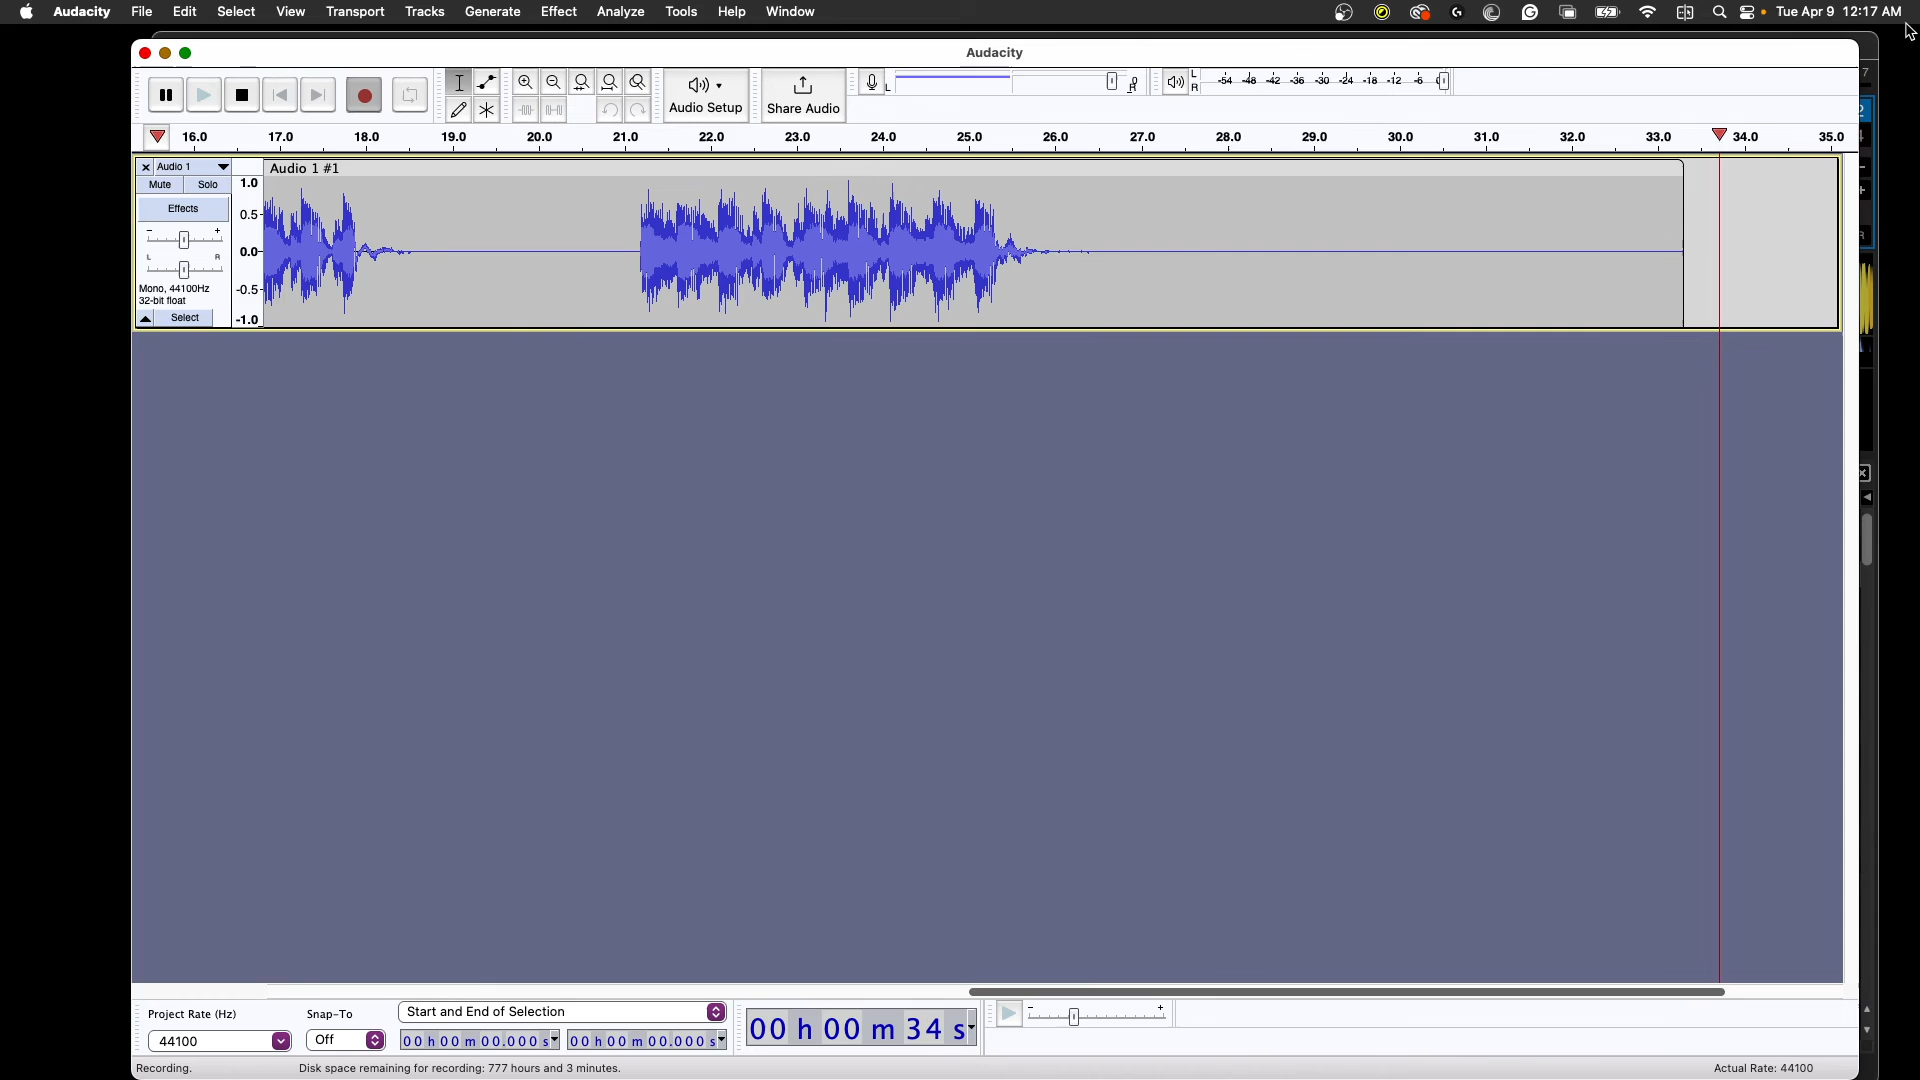 Audacity File Edit Select View Transport Tracks Generate Effect Analyze Tools Help Window Tue Apr 9 12:17 AM
Audacity
Audio Setup
Share Audio
L
R
-54 -48 -42 -36 -30 -24 -18 -12 -6
16.0 17.0 18.0 19.0 20.0 21.0 22.0 23.0 24.0 25.0 26.0 27.0 28.0 29.0 30.0 31.0 32.0 33.0 34.0 35.0
Audio 1
Audio 1 #1
Mute Solo
Effects
- +
L R
Mono, 44100Hz
32-bit float
Select
1.0
0.5
0.0
-0.5
-1.0
Project Rate (Hz)
44100
Snap-To
Off
Start and End of Selection
00 h 00 m 00.000 s
00 h 00 m 00.000 s
00 h 00 m 34 s
- +
Recording.
Disk space remaining for recording: 777 hours and 3 minutes.
Actual Rate: 44100